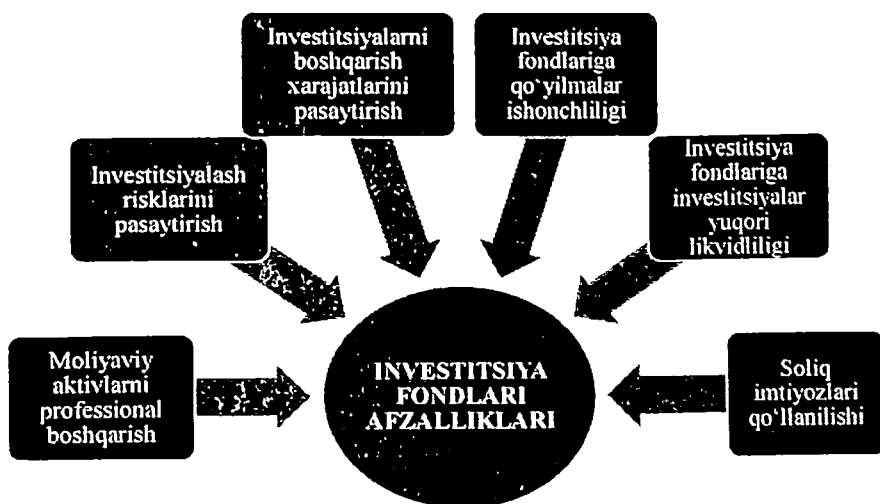 Investitsiyalarni
boshqarish
xarajatlarini
pasaytirish
Investitsiya
fondlariga
qo`yilmalar
ishonchliligi
Investitsiyalash
risklarini
pasaytirish
Investitsiya
fondlariga
investitsiyalar
yuqori
likvidliligi
Moliyaviy
aktivlarni
professional
boshqarish
INVESTITSIYA
FONDLARI
AFZALLIKLARI
Soliq
imtiyozlari
qo‘llanilishi